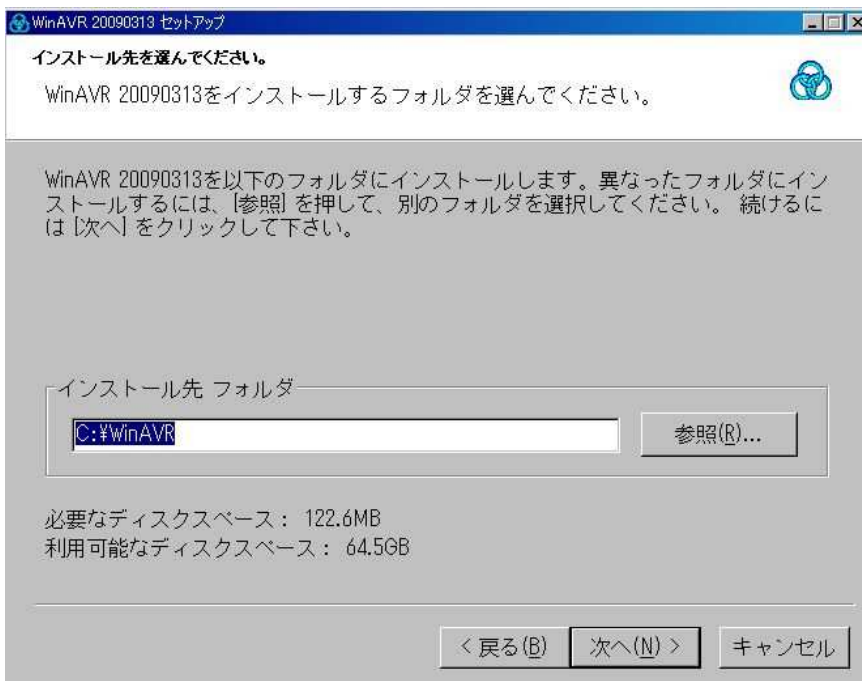 WinAVR 20090313 セットアップ
インストール先を選んでください。
WinAVR 20090313をインストールするフォルダを選んでください。
WinAVR 20090313を以下のフォルダにインストールします。異なったフォルダにイン
ストールするには、[参照] を押して、別のフォルダを選択してください。 続けるに
は [次へ] をクリックして下さい。
インストール先 フォルダ
C:¥WinAVR
参照(R)...
必要なディスクスペース： 122.6MB
利用可能なディスクスペース： 64.5GB
< 戻る(B)
次へ(N) >
キャンセル